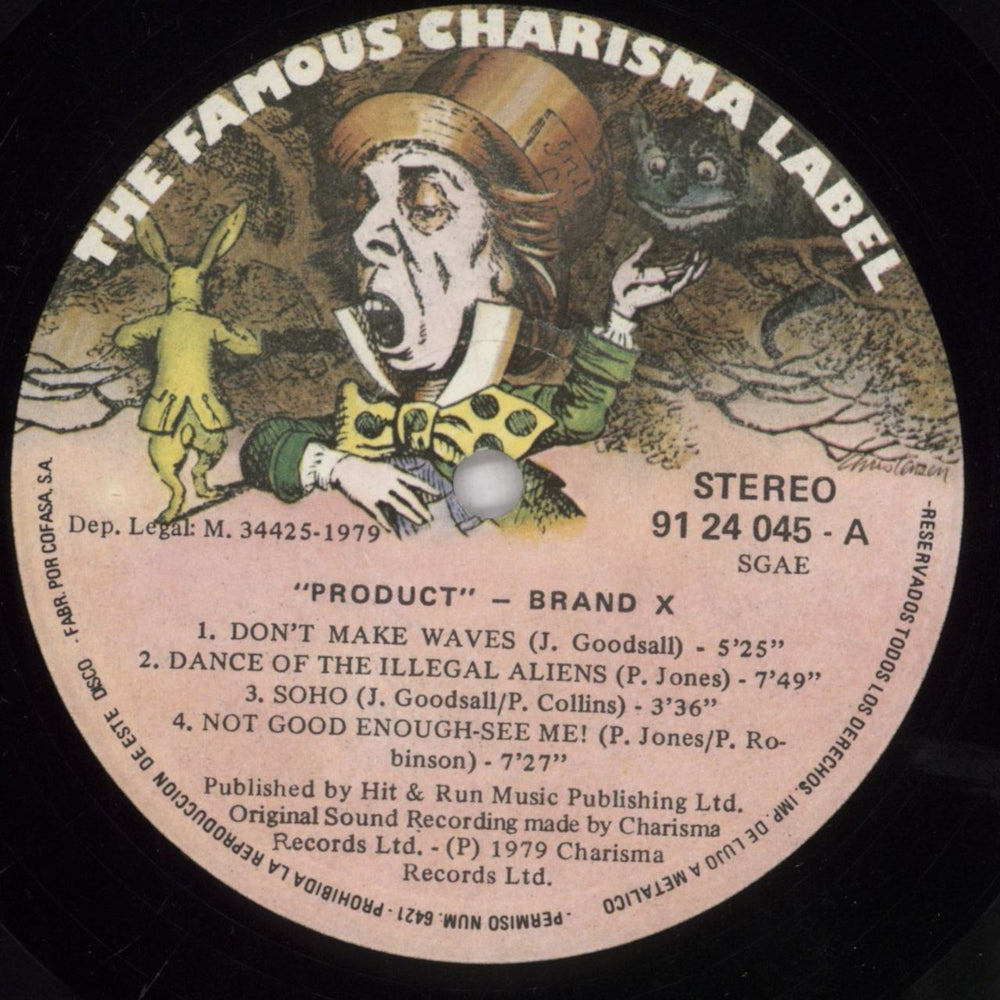 THE FAMOUS CHARISMA LABEL
Christensen
STEREO
91 24 045 - A
SGAE
Dep. Legal: M. 34425-1979
"PRODUCT" – BRAND X
1. DON'T MAKE WAVES (J. Goodsall) - 5'25"
2. DANCE OF THE ILLEGAL ALIENS (P. Jones) - 7'49"
3. SOHO (J. Goodsall/P. Collins) - 3'36"
4. NOT GOOD ENOUGH-SEE ME! (P. Jones/P. Ro-
binson) - 7'27"
Published by Hit & Run Music Publishing Ltd.
Original Sound Recording made by Charisma
Records Ltd. - (P) 1979 Charisma
Records Ltd.
-RESERVADOS TODOS LOS DERECHOS. IMP. DE LUJO A METALICO
. PERMISO NUM. 6421 - PROHIBIDA LA REPRODUCCION DE ESTE DISCO . FABR. POR COFASA, S.A.